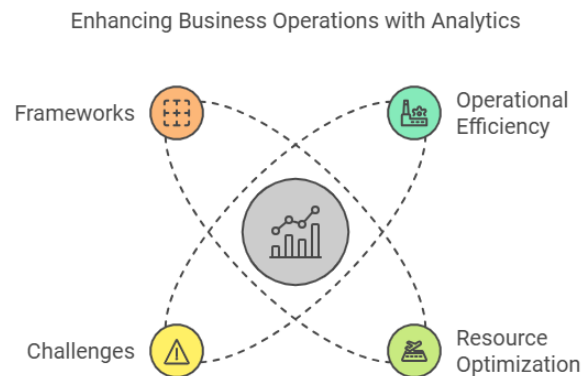 Enhancing Business Operations with Analytics
Frameworks
Operational
Efficiency
Challenges
Resource
Optimization